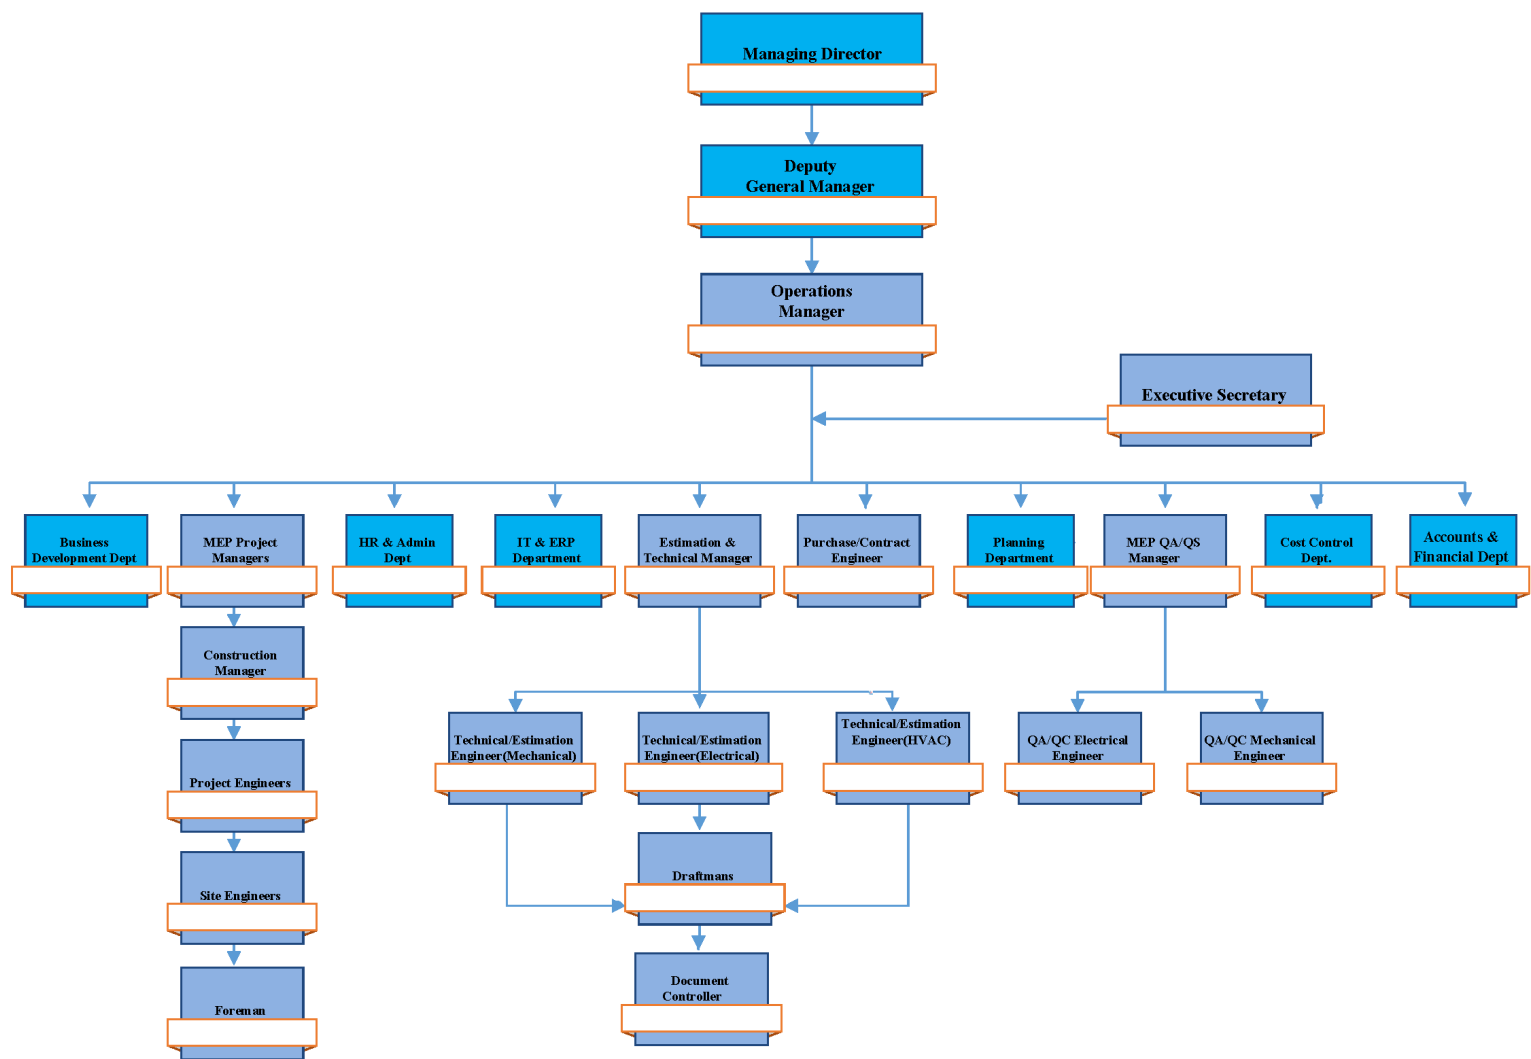 Managing Director
Deputy
General Manager
Operations
Manager
Executive Secretary
Business
Development Dept
MEP Project
Managers
HR & Admin
Dept
IT & ERP
Department
Estimation &
Technical Manager
Purchase/Contract
Engineer
Planning
Department
MEP QA/QS
Manager
Cost Control
Dept.
Accounts &
Financial Dept
Construction
Manager
Technical/Estimation
Engineer(Mechanical)
Technical/Estimation
Engineer(Electrical)
Technical/Estimation
Engineer(HVAC)
QA/QC Electrical
Engineer
QA/QC Mechanical
Engineer
Project Engineers
Site Engineers
Draftmans
Document
Controller
Foreman